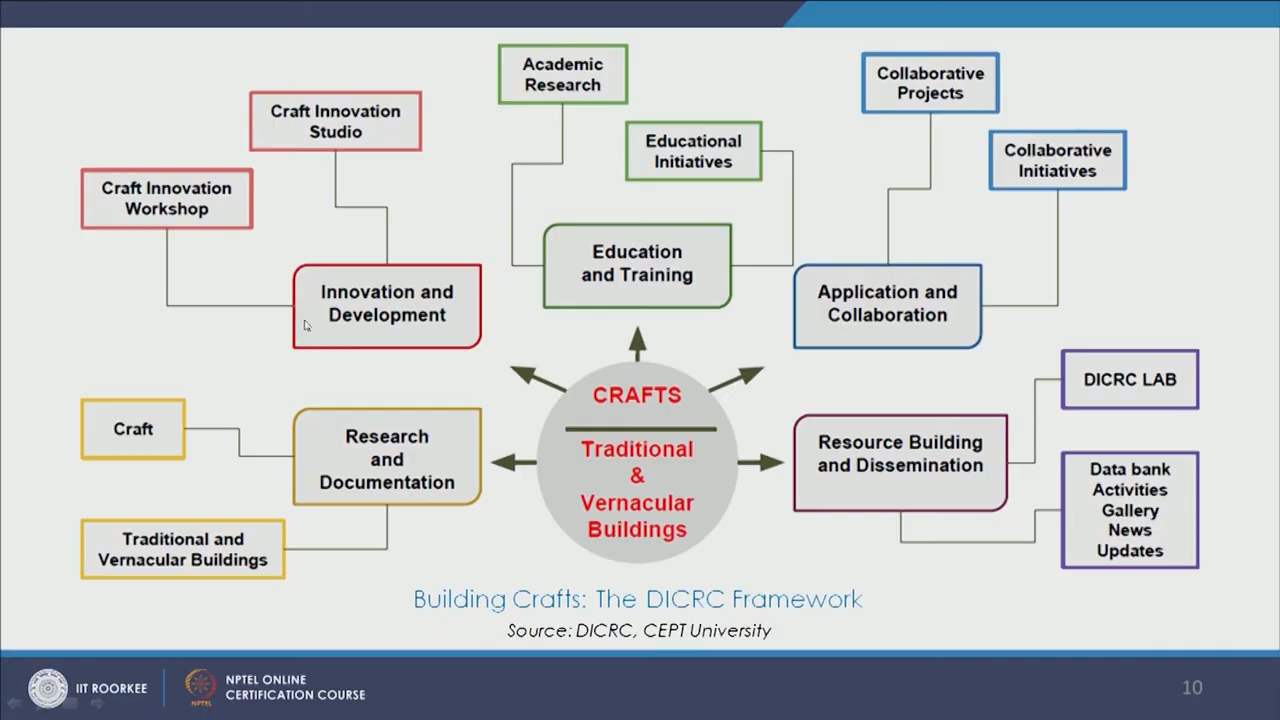 Academic
Research
Collaborative
Projects
Craft Innovation
Studio
Educational
Initiatives
Collaborative
Initiatives
Craft Innovation
Workshop
Education
and Training
Innovation and
Development
Application and
Collaboration
CRAFTS
Traditional
&
Vernacular
Buildings
DICRC LAB
Craft
Research
and
Documentation
Resource Building
and Dissemination
Data bank
Activities
Gallery
News
Updates
Traditional and
Vernacular Buildings
Building Crafts: The DICRC Framework
Source: DICRC, CEPT University
IIT ROORKEE
NPTEL
NPTEL ONLINE
CERTIFICATION COURSE
10